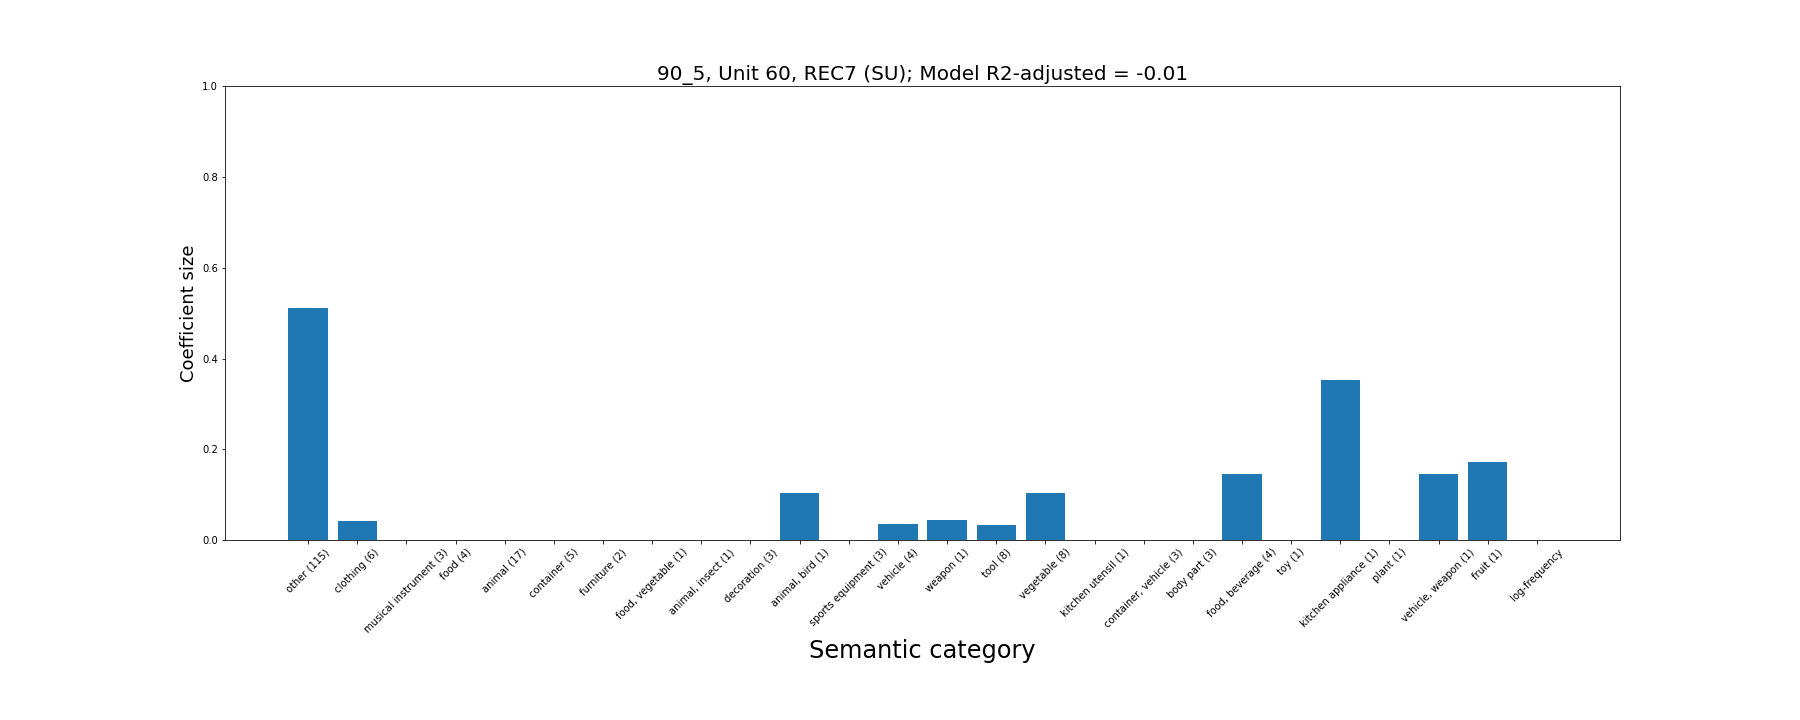 90_5, Unit 60, REC7 (SU); Model R2-adjusted = -0.01
1.0
0.8
0.6
0.4
0.2
0.0
Coefficient size
other (115)
clothing (6)
musical instrument (3)
food (4)
animal (17)
container (5)
furniture (2)
food, vegetable (1)
animal, insect (1)
decoration (3)
animal, bird (1)
sports equipment (3)
vehicle (4)
weapon (1)
tool (8)
vegetable (8)
kitchen utensil (1)
container, vehicle (3)
body part (3)
food, beverage (4)
toy (1)
kitchen appliance (1)
plant (1)
vehicle, weapon (1)
fruit (1)
log-frequency
Semantic category